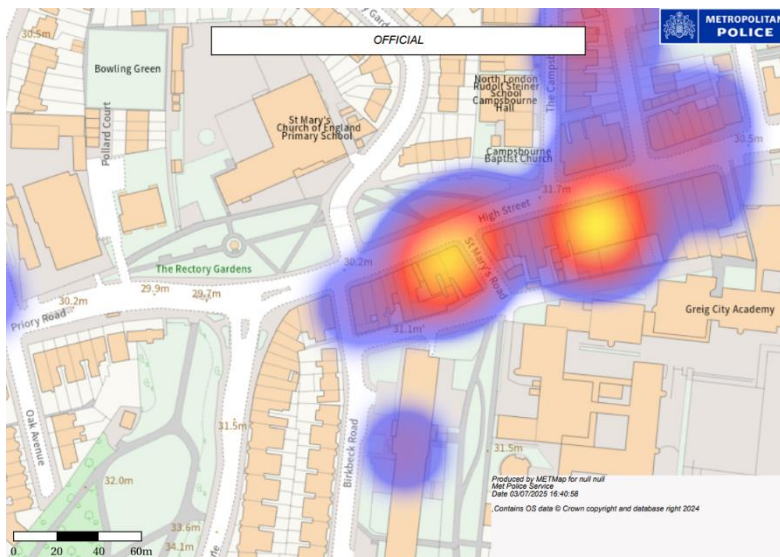 30.5m
OFFICIAL
METROPOLITAN
POLICE
Bowling Green
Pollard Court
St Mary's
Church of England
Primary School
North London
Rudolf Steiner
School
Campsbourne
Hall
Campsbourne
Baptist Church
30.5m
31.7m
High Street
St Mary's Road
30.2m
The Rectory Gardens
29.9m
29.7m
30.2m
Priory Road
31.1m
Greig City Academy
Oak Avenue
31.5m
Birkbeck Road
31.5m
32.0m
33.6m
34.1m
Produced by METMap for null null
Met Police Service
Date 03/07/2025 16:40:58
,Contains OS data © Crown copyright and database right 2024
0 20 40 60m